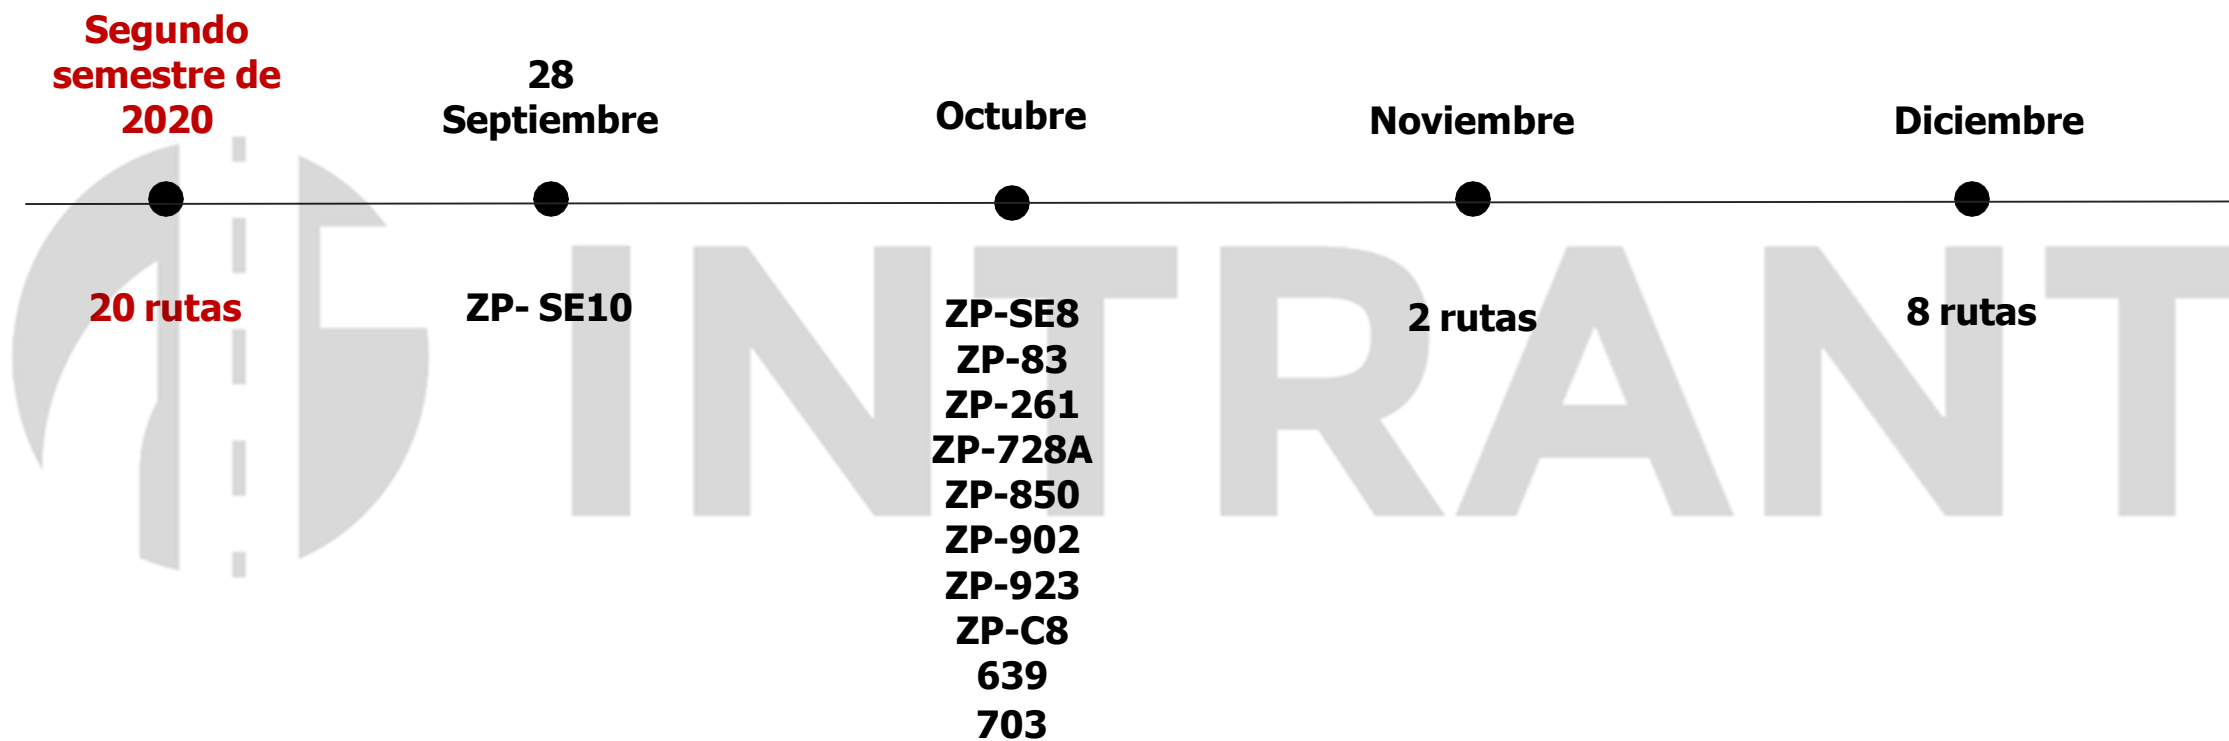 Segundo
semestre de
2020
28
Septiembre
Octubre
Noviembre
Diciembre
20 rutas
ZP- SE10
ZP-SE8
ZP-83
ZP-261
ZP-728A
ZP-850
ZP-902
ZP-923
ZP-C8
639
703
2 rutas
8 rutas
INTRANT